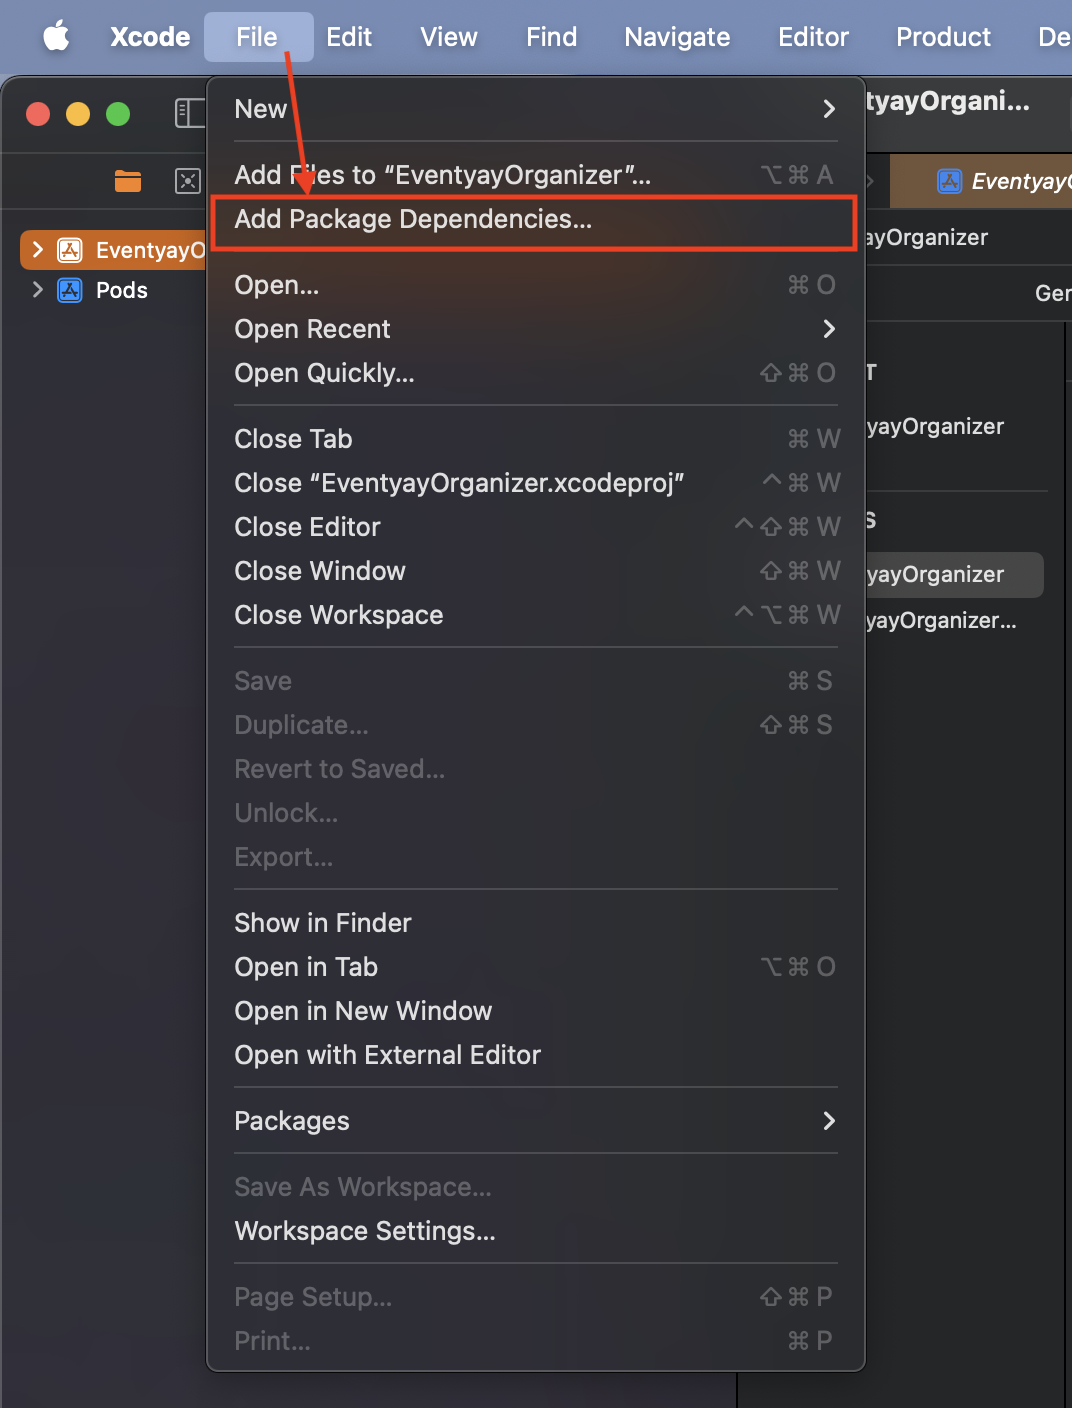 Xcode File Edit View Find Navigate Editor Product De
New
tyayOrgani...
Add Files to “EventyayOrganizer”... ⌥⌘A
EventyayO
Add Package Dependencies...
ayOrganizer
EventyayO
Pods
Open... ⌘O
Ger
Open Recent
Open Quickly... ⇧⌘O
T
Close Tab ⌘W
yayOrganizer
Close “EventyayOrganizer.xcodeproj” ^⌘W
Close Editor ^⇧⌘W
S
Close Window ⇧⌘W
yayOrganizer
Close Workspace ^⌥⌘W
yayOrganizer...
Save ⌘S
Duplicate... ⇧⌘S
Revert to Saved...
Unlock...
Export...
Show in Finder
Open in Tab ⌥⌘O
Open in New Window
Open with External Editor
Packages
Save As Workspace...
Workspace Settings...
Page Setup... ⇧⌘P
Print... ⌘P